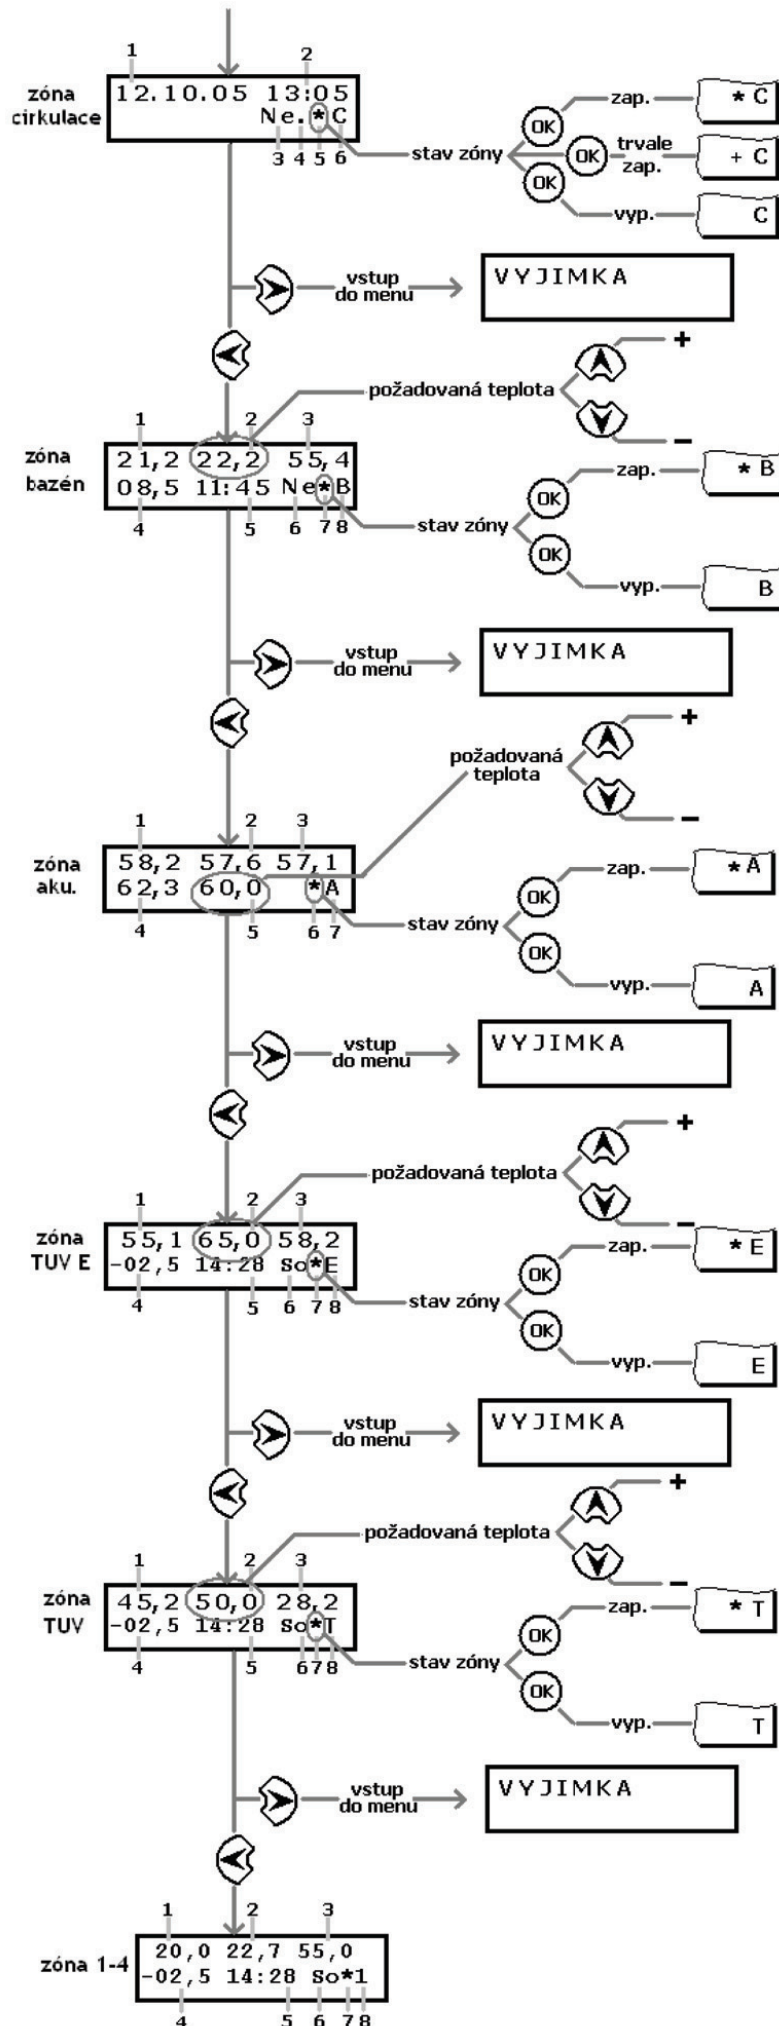 1 2
zóna cirkulace
12.10.05 13:05
Ne.*C
3 4 5 6
stav zóny
OK zap. * C
OK trvale zap. + C
OK vyp. C
vstup do menu
VYJIMKA
požadovaná teplota
+
-
1 2 3
zóna bazén
21,2 22,2 55,4
08,5 11:45 Ne*B
4 5 6 7 8
stav zóny
OK zap. * B
OK vyp. B
vstup do menu
VYJIMKA
požadovaná teplota
+
-
1 2 3
zóna aku.
58,2 57,6 57,1
62,3 60,0 *A
4 5 6 7
stav zóny
OK zap. * A
OK vyp. A
vstup do menu
VYJIMKA
požadovaná teplota
+
-
1 2 3
zóna TUV E
55,1 65,0 58,2
-02,5 14:28 So*E
4 5 6 7 8
stav zóny
OK zap. * E
OK vyp. E
vstup do menu
VYJIMKA
požadovaná teplota
+
-
1 2 3
zóna TUV
45,2 50,0 28,2
-02,5 14:28 So*T
4 5 6 7 8
stav zóny
OK zap. * T
OK vyp. T
vstup do menu
VYJIMKA
1 2 3
zóna 1-4
20,0 22,7 55,0
-02,5 14:28 So*1
4 5 6 7 8